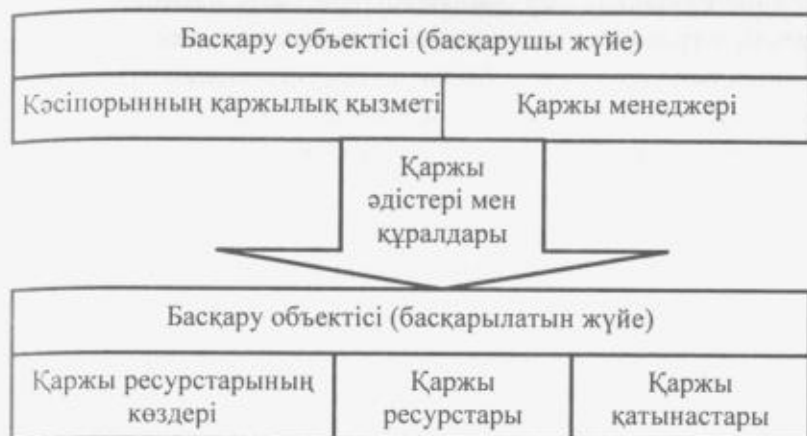 Басқару субъектісі (басқарушы жүйе)
Кәсіпорынның қаржылық қызметі
Қаржы менеджері
Қаржы
әдістері мен
құралдары
Басқару объектісі (басқарылатын жүйе)
Қаржы ресурстарының
көздері
Қаржы
ресурстары
Қаржы
қатынастары